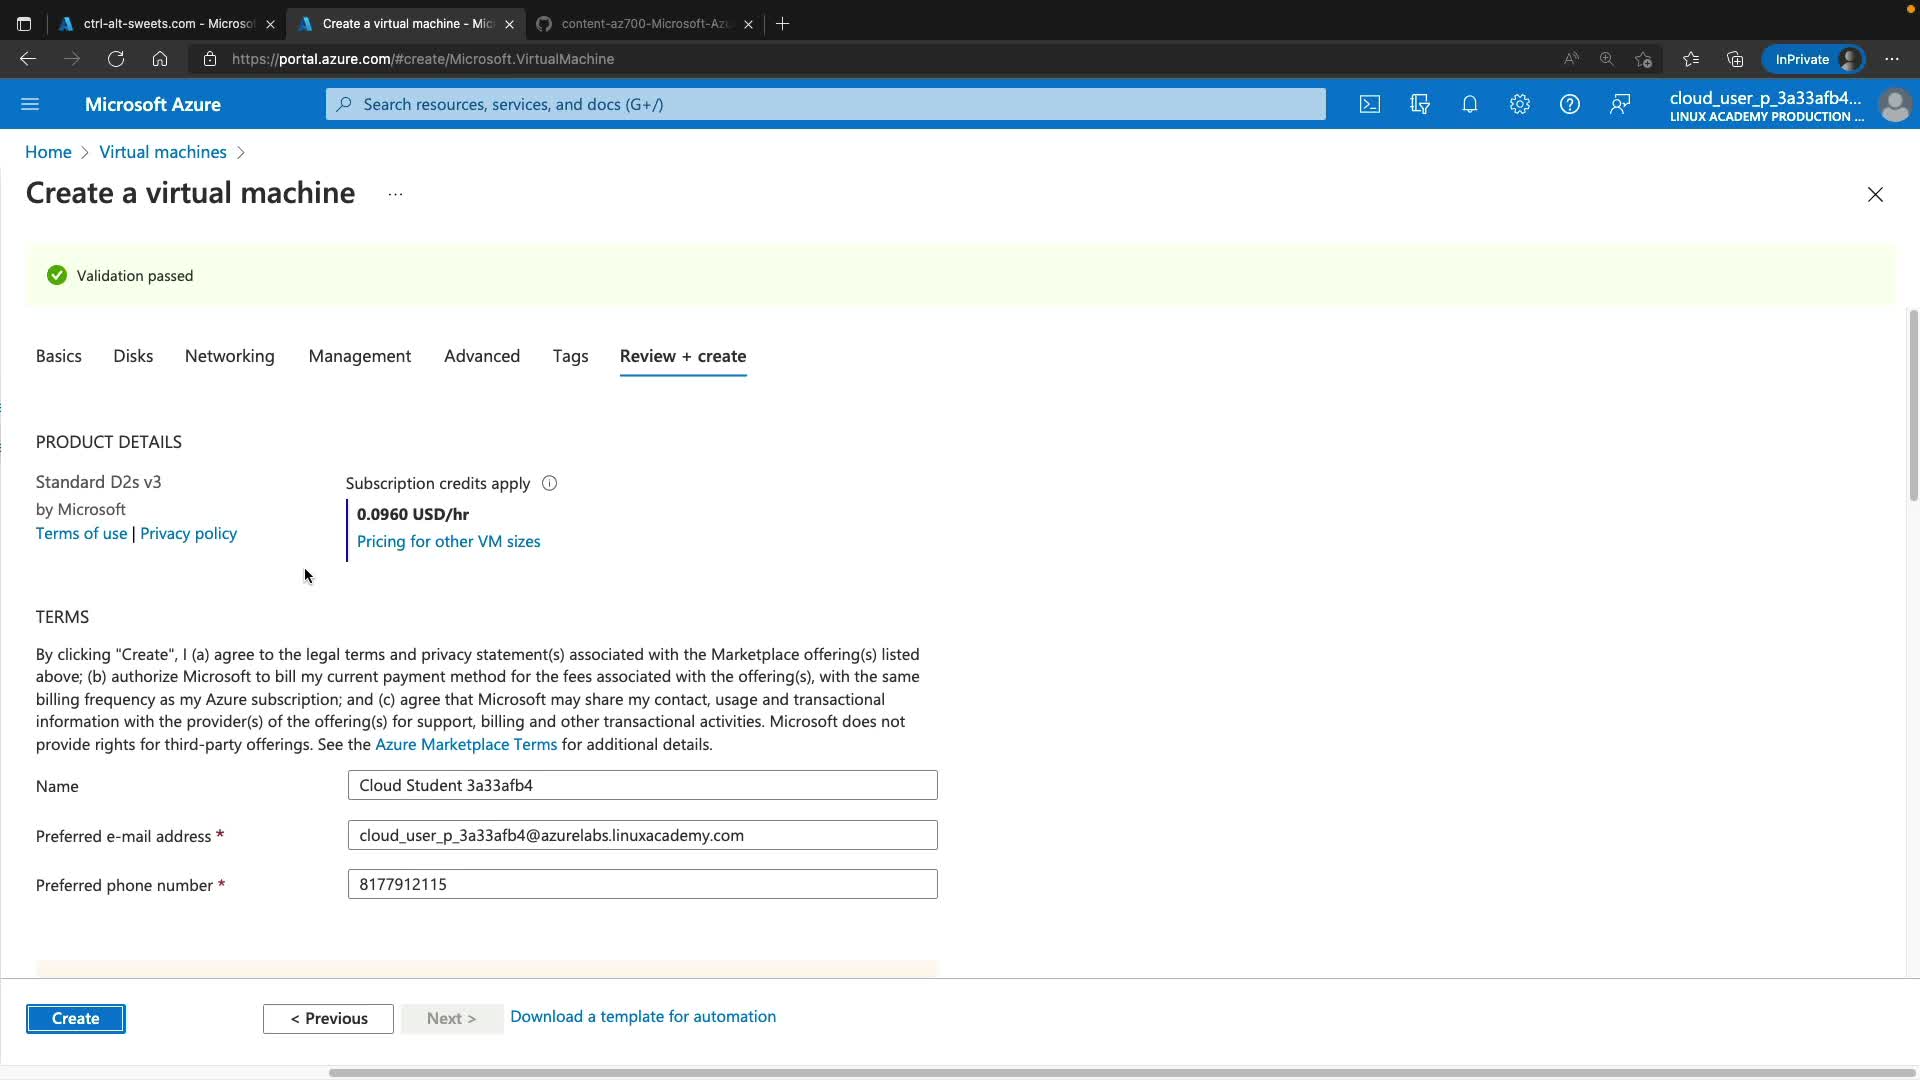 ctrl-alt-sweets.com - Microso
Create a virtual machine - Mic
content-az700-Microsoft-Azu
https://portal.azure.com/#create/Microsoft.VirtualMachine
InPrivate
Microsoft Azure
Search resources, services, and docs (G+/)
cloud_user_p_3a33afb4...
LINUX ACADEMY PRODUCTION ...
Home > Virtual machines >
Create a virtual machine ...
Validation passed
Basics Disks Networking Management Advanced Tags Review + create
PRODUCT DETAILS
Standard D2s v3
by Microsoft
Terms of use | Privacy policy
Subscription credits apply
0.0960 USD/hr
Pricing for other VM sizes
TERMS
By clicking "Create", I (a) agree to the legal terms and privacy statement(s) associated with the Marketplace offering(s) listed
above; (b) authorize Microsoft to bill my current payment method for the fees associated with the offering(s), with the same
billing frequency as my Azure subscription; and (c) agree that Microsoft may share my contact, usage and transactional
information with the provider(s) of the offering(s) for support, billing and other transactional activities. Microsoft does not
provide rights for third-party offerings. See the Azure Marketplace Terms for additional details.
Name
Cloud Student 3a33afb4
Preferred e-mail address *
cloud_user_p_3a33afb4@azurelabs.linuxacademy.com
Preferred phone number *
8177912115
Create
< Previous
Next >
Download a template for automation